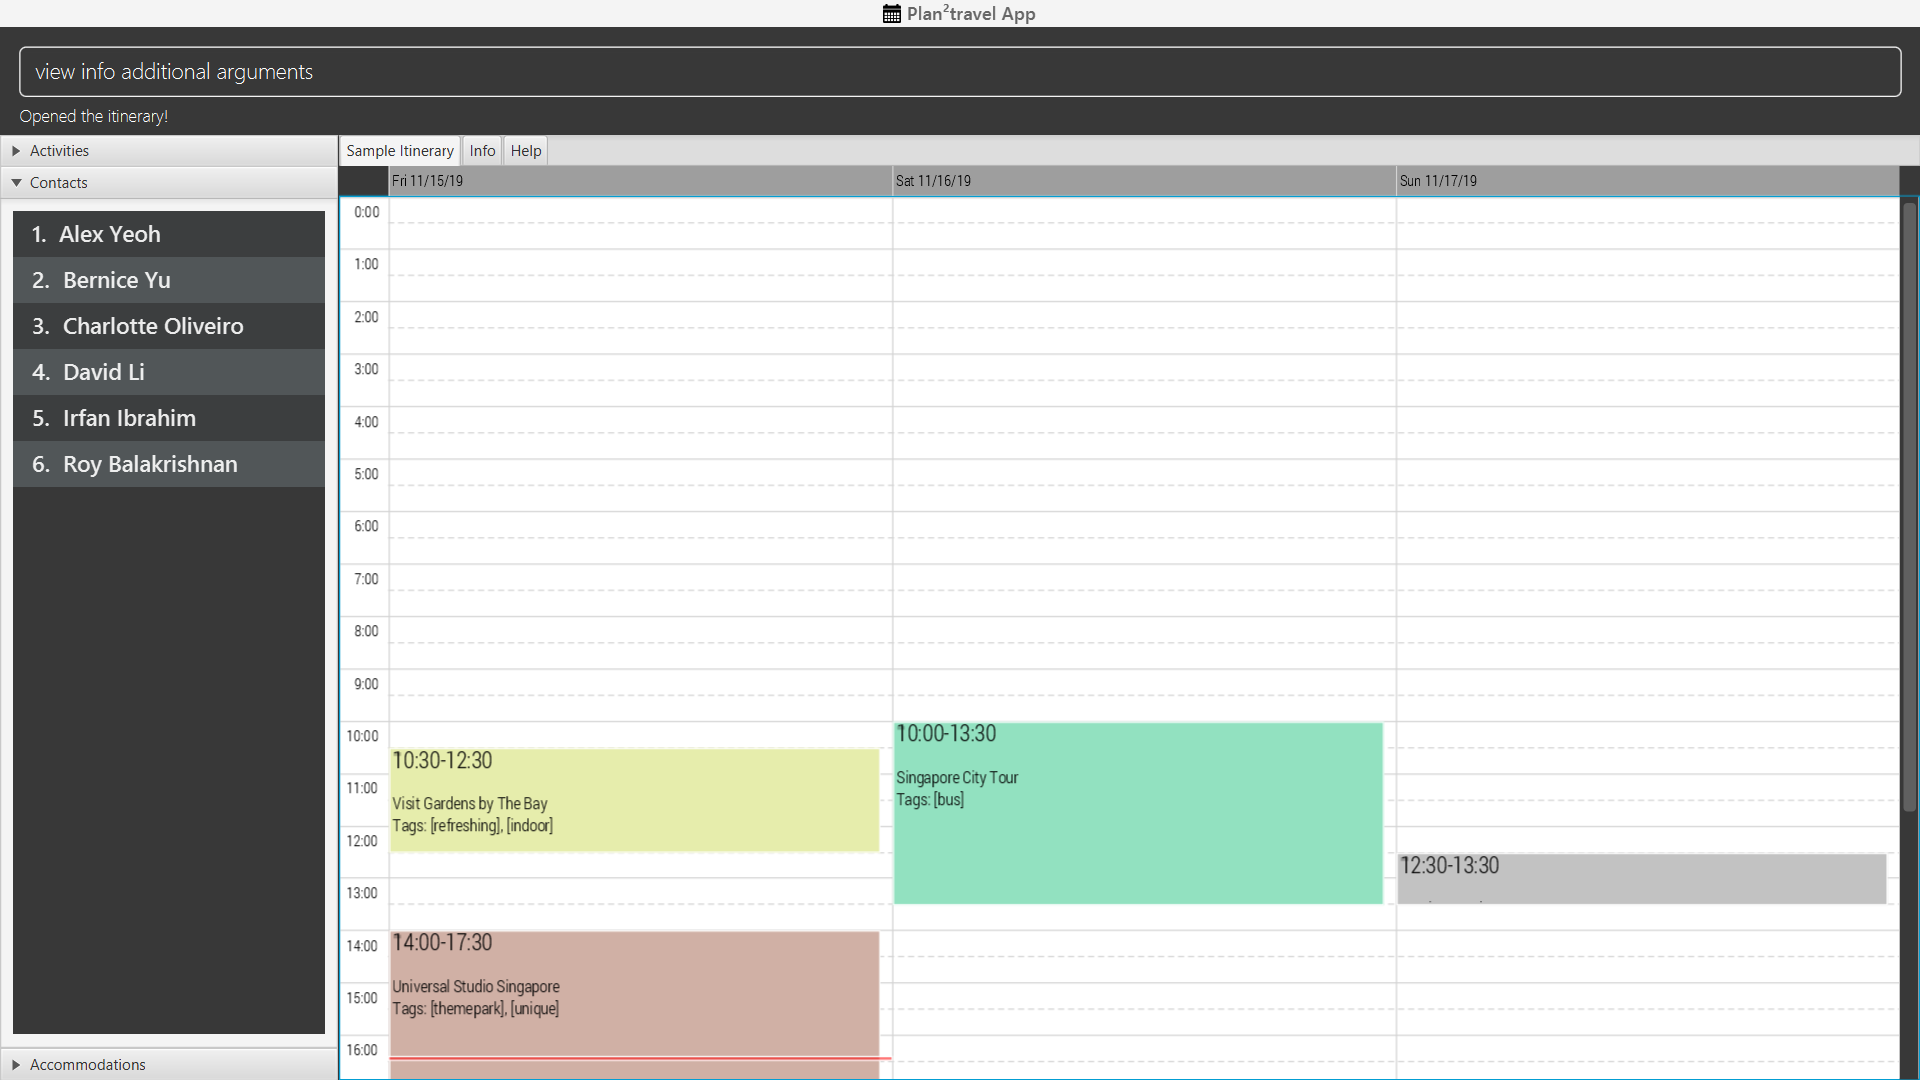 Plan²travel App
view info additional arguments
Opened the itinerary!
Activities
Contacts
1. Alex Yeoh
2. Bernice Yu
3. Charlotte Oliveiro
4. David Li
5. Irfan Ibrahim
6. Roy Balakrishnan
Accommodations
Sample Itinerary Info Help
Fri 11/15/19 Sat 11/16/19 Sun 11/17/19
0:00
1:00
2:00
3:00
4:00
5:00
6:00
7:00
8:00
9:00
10:00
11:00
12:00
13:00
14:00
15:00
16:00
10:30-12:30
Visit Gardens by The Bay
Tags: [refreshing], [indoor]
14:00-17:30
Universal Studio Singapore
Tags: [themepark], [unique]
10:00-13:30
Singapore City Tour
Tags: [bus]
12:30-13:30